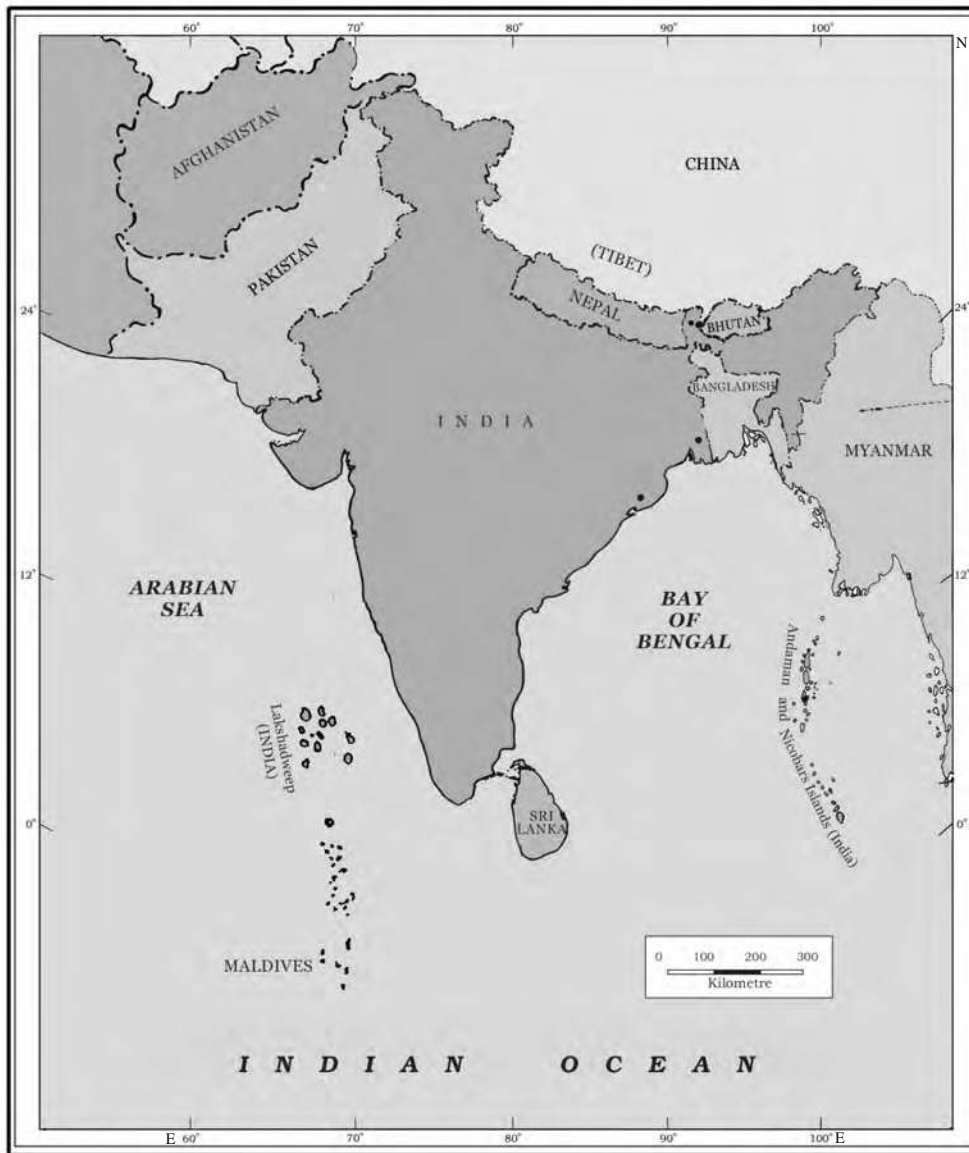 60° 70° 80° 90° 100° N
AFGHANISTAN
CHINA
PAKISTAN
(TIBET)
NEPAL
24° 24°
BHUTAN
BANGLADESH
INDIA
MYANMAR
12° 12°
ARABIAN
SEA
BAY
OF
BENGAL
Andaman and Nicobars Islands (India)
Lakshadweep
(INDIA)
SRI
LANKA
0° 0°
MALDIVES
0 100 200 300
Kilometre
INDIAN OCEAN
E 60° 70° 80° 90° 100° E